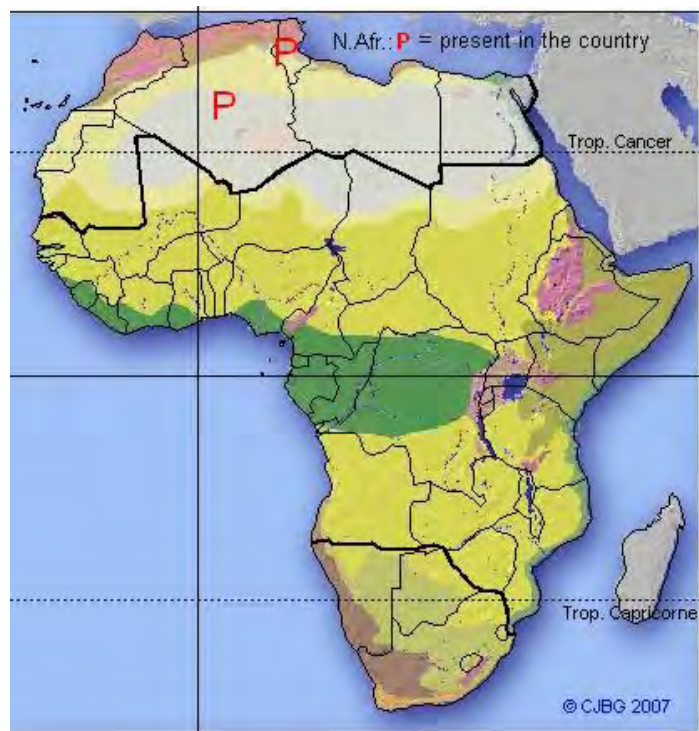 P N.Afr.: P = present in the country
P
Trop. Cancer
Trop. Capricorne
© CJBG 2007